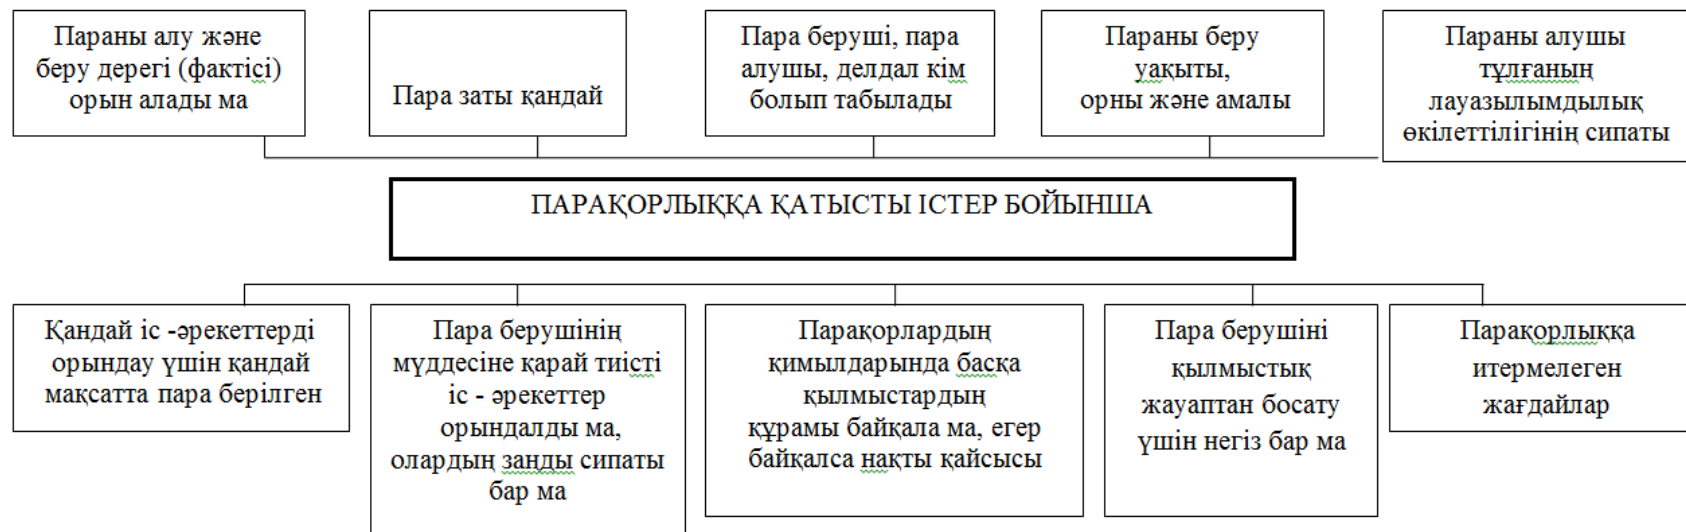 Параны алу және
беру дерегі (фактісі)
орын алады ма
Пара заты қандай
Пара беруші, пара
алушы, делдал кім
болып табылады
Параны беру
уақыты,
орны және амалы
Параны алушы
тұлғаның
лауазылымдылық
өкілеттілігінің сипаты
ПАРАҚОРЛЫҚҚА ҚАТЫСТЫ ІСТЕР БОЙЫНША
Қандай іс -әрекеттерді
орындау үшін қандай
мақсатта пара берілген
Пара берушінің
мүддесіне қарай тиісті
іс - әрекеттер
орындалды ма,
олардың заңды сипаты
бар ма
Парақорлардың
қимылдарында басқа
қылмыстардың
құрамы байқала ма, егер
байқалса нақты қайсысы
Пара берушіні
қылмыстық
жауаптан босату
үшін негіз бар ма
Парақорлыққа
итермелеген
жағдайлар